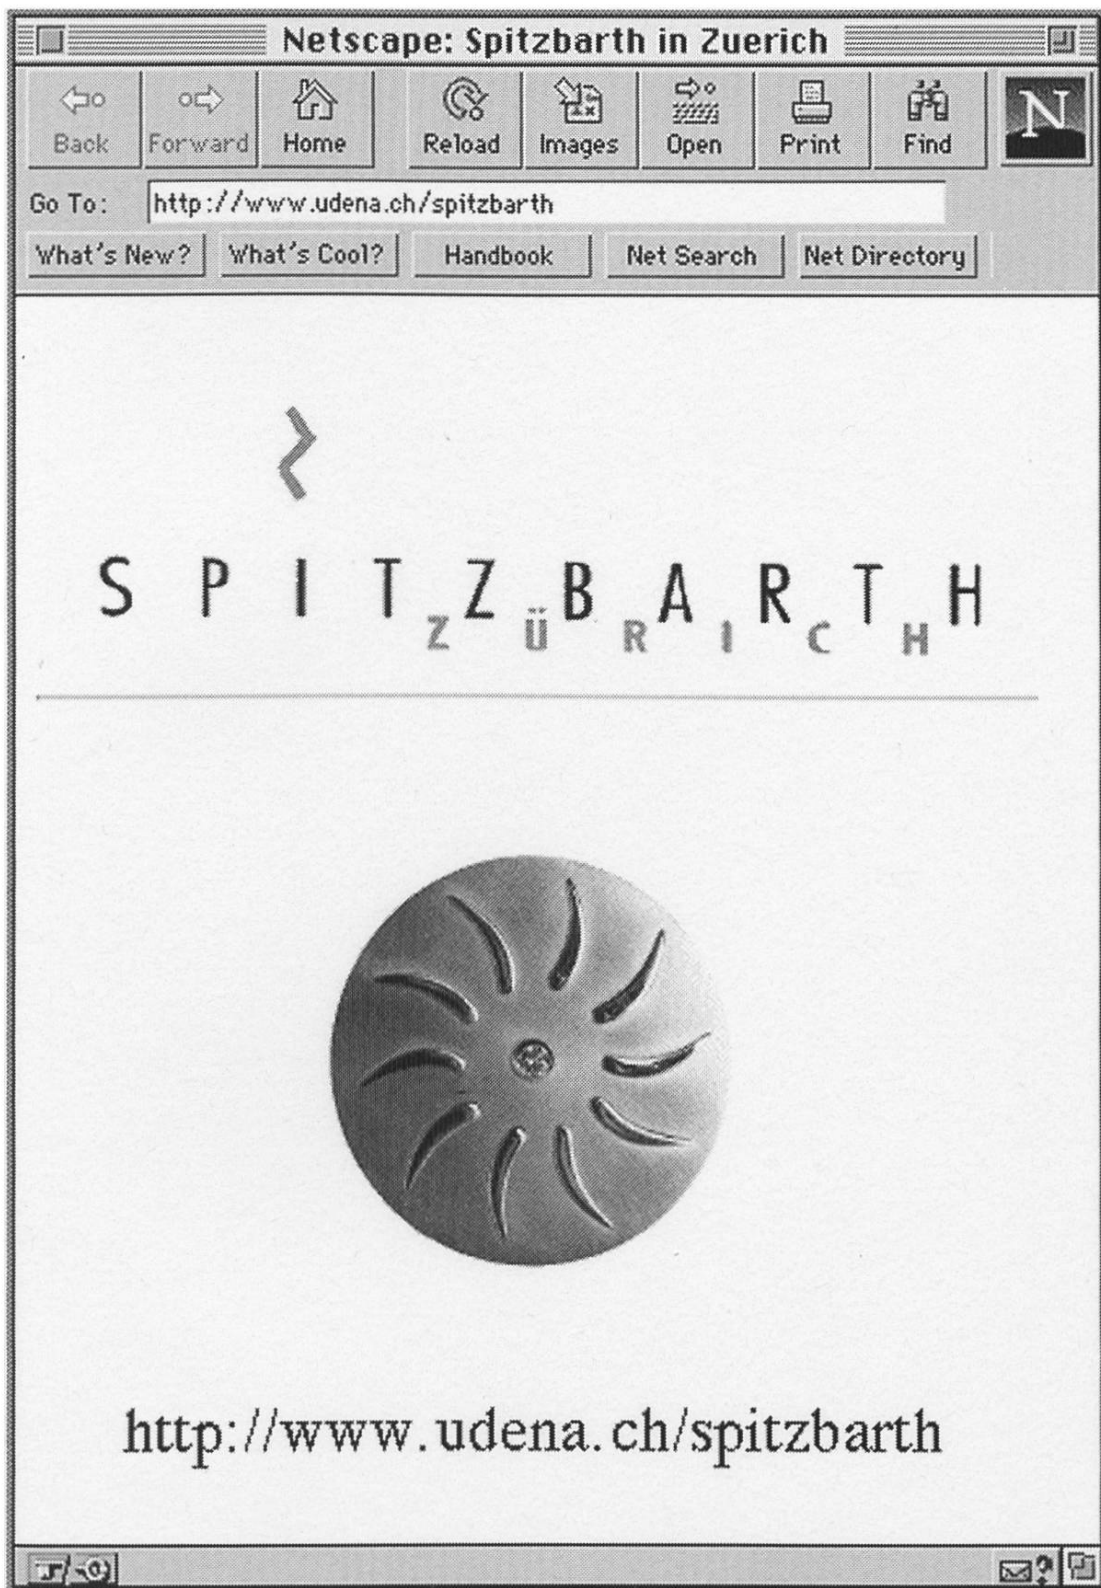 Netscape: Spitzbarth in Zuerich
Back Forward Home Reload Images Open Print Find N
Go To: http://www.udena.ch/spitzbarth
What's New? What's Cool? Handbook Net Search Net Directory
SPITZBARTH
ZÜRICH
http://www.udena.ch/spitzbarth